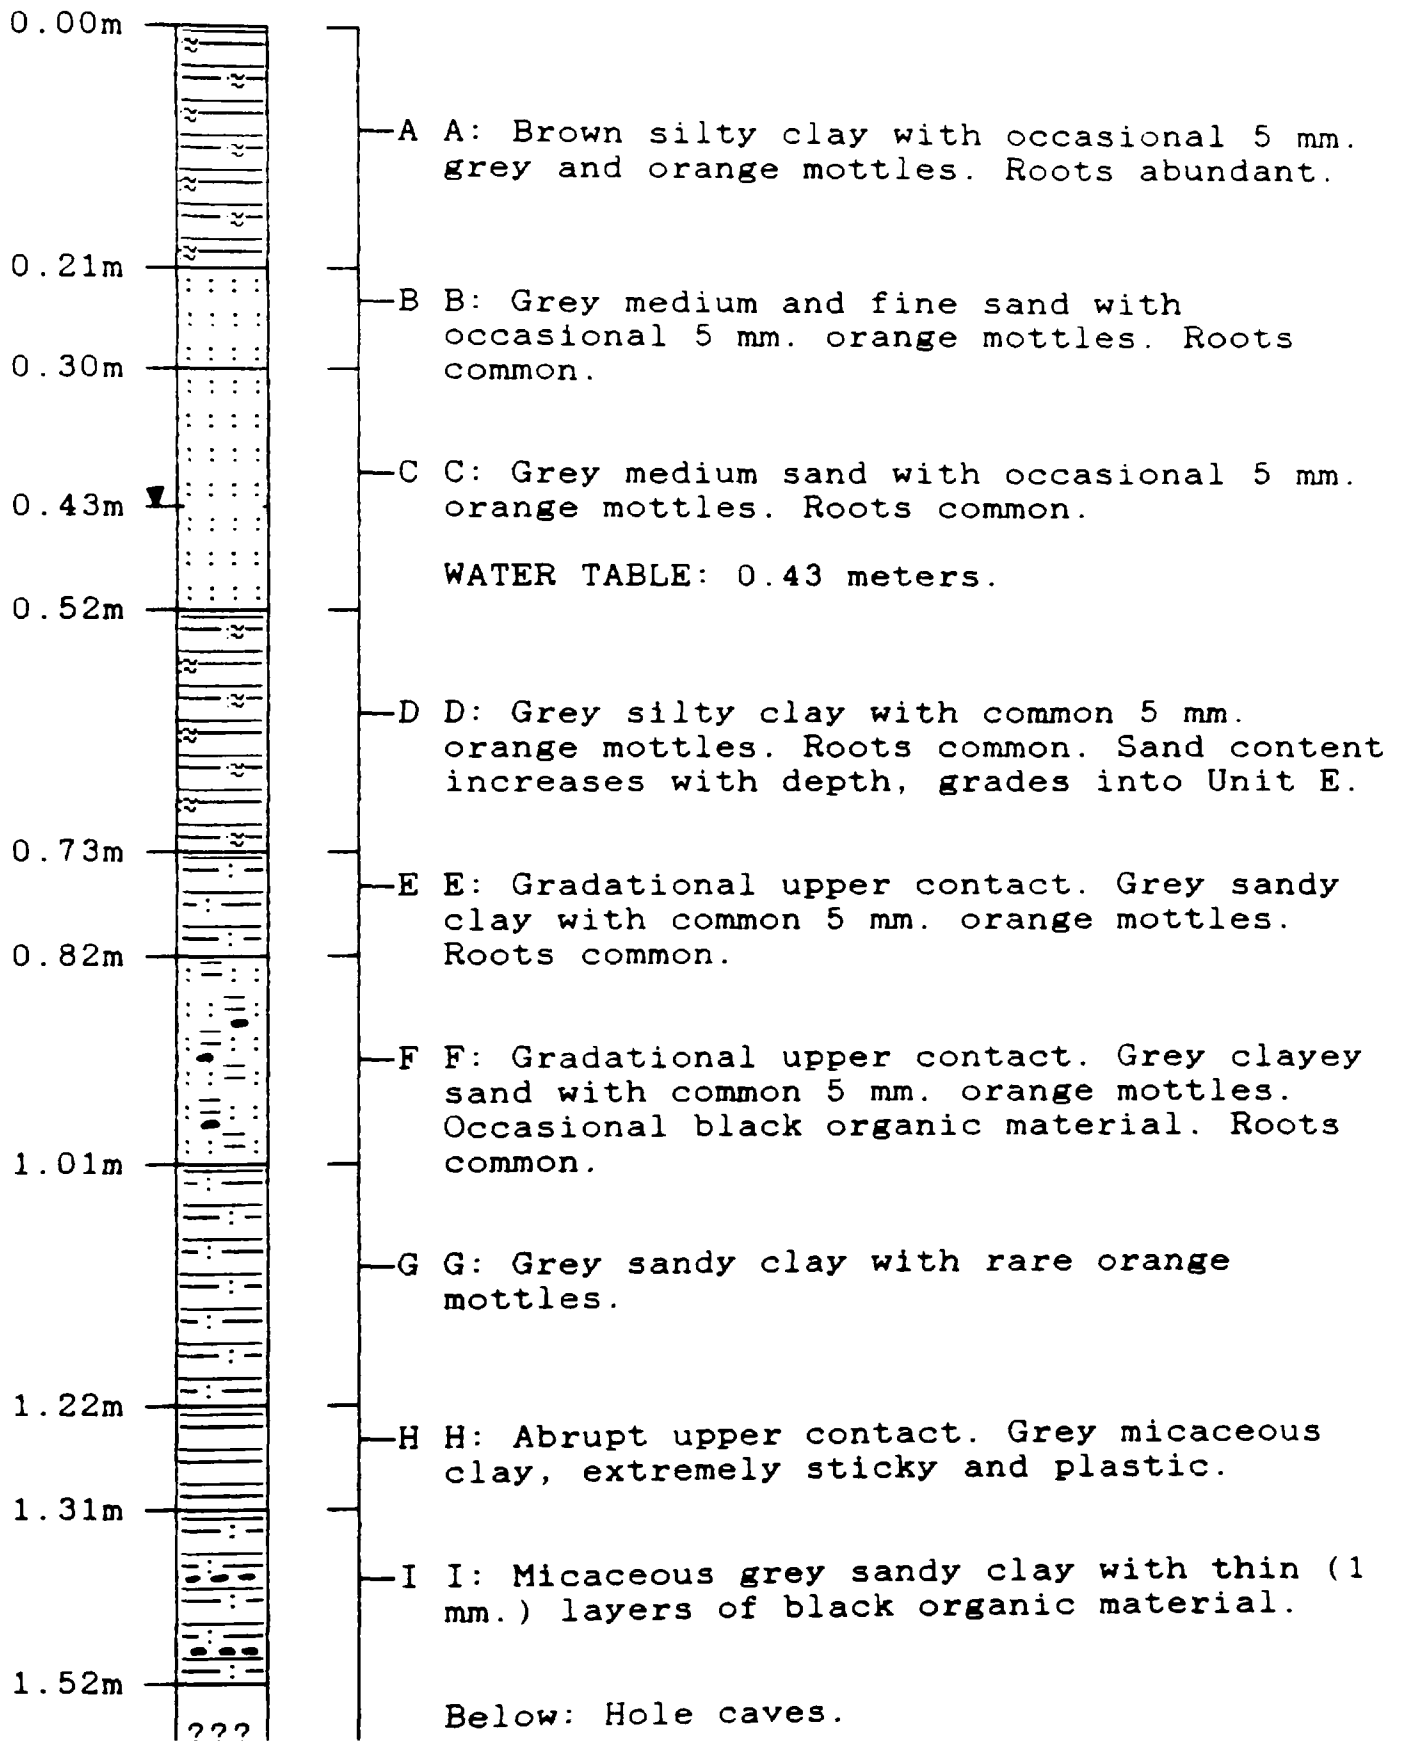 0.00m
A A: Brown silty clay with occasional 5 mm.
grey and orange mottles. Roots abundant.
0.21m
B B: Grey medium and fine sand with
occasional 5 mm. orange mottles. Roots
common.
0.30m
C C: Grey medium sand with occasional 5 mm.
orange mottles. Roots common.
0.43m
WATER TABLE: 0.43 meters.
0.52m
D D: Grey silty clay with common 5 mm.
orange mottles. Roots common. Sand content
increases with depth, grades into Unit E.
0.73m
E E: Gradational upper contact. Grey sandy
clay with common 5 mm. orange mottles.
Roots common.
0.82m
F F: Gradational upper contact. Grey clayey
sand with common 5 mm. orange mottles.
Occasional black organic material. Roots
common.
1.01m
G G: Grey sandy clay with rare orange
mottles.
1.22m
H H: Abrupt upper contact. Grey micaceous
clay, extremely sticky and plastic.
1.31m
I I: Micaceous grey sandy clay with thin (1
mm.) layers of black organic material.
1.52m
Below: Hole caves.
???